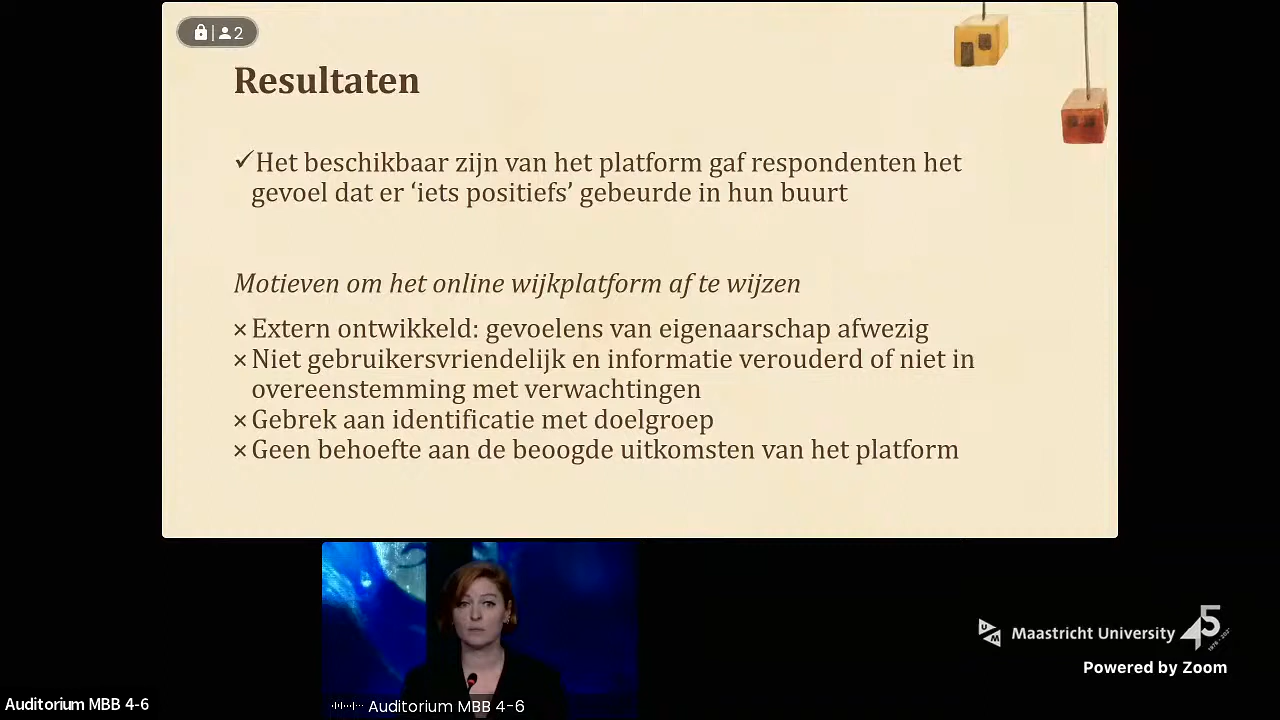 2
Resultaten
✓Het beschikbaar zijn van het platform gaf respondenten het
gevoel dat er ‘iets positiefs’ gebeurde in hun buurt
Motieven om het online wijkplatform af te wijzen
× Extern ontwikkeld: gevoelens van eigenaarschap afwezig
× Niet gebruikersvriendelijk en informatie verouderd of niet in
overeenstemming met verwachtingen
× Gebrek aan identificatie met doelgroep
× Geen behoefte aan de beoogde uitkomsten van het platform
UM Maastricht University 45
Powered by Zoom
Auditorium MBB 4-6
Auditorium MBB 4-6